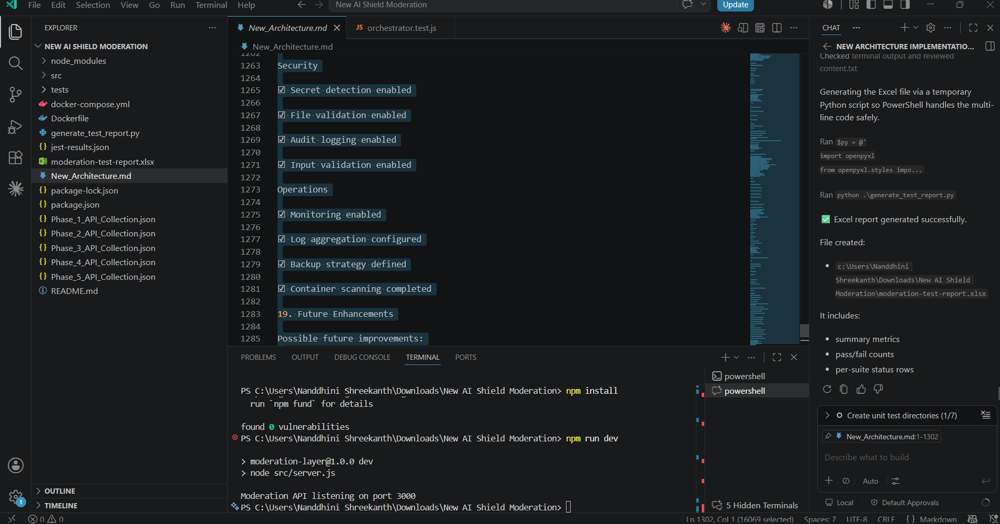 File Edit Selection View Go Run Terminal Help
New AI Shield Moderation
Update
EXPLORER
NEW AI SHIELD MODERATION
node_modules
src
tests
docker-compose.yml
Dockerfile
generate_test_report.py
jest-results.json
moderation-test-report.xlsx
New_Architecture.md
package-lock.json
package.json
Phase_1_API_Collection.json
Phase_2_API_Collection.json
Phase_3_API_Collection.json
Phase_4_API_Collection.json
Phase_5_API_Collection.json
README.md
OUTLINE
TIMELINE
New_Architecture.md
JS orchestrator.test.js
New_Architecture.md
1262
1263 Security
1264
1265 ☑ Secret detection enabled
1266
1267 ☑ File validation enabled
1268
1269 ☑ Audit logging enabled
1270
1271 ☑ Input validation enabled
1272
1273 Operations
1274
1275 ☑ Monitoring enabled
1276
1277 ☑ Log aggregation configured
1278
1279 ☑ Backup strategy defined
1280
1281 ☑ Container scanning completed
1282
1283 19. Future Enhancements
1284
1285 Possible future improvements:
PROBLEMS OUTPUT DEBUG CONSOLE TERMINAL PORTS
PS C:\Users\Nanddhini Shreekanth\Downloads\New AI Shield Moderation> npm install
run `npm fund` for details
found 0 vulnerabilities
PS C:\Users\Nanddhini Shreekanth\Downloads\New AI Shield Moderation> npm run dev
> moderation-layer@1.0.0 dev
> node src/server.js
Moderation API listening on port 3000
PS C:\Users\Nanddhini Shreekanth\Downloads\New AI Shield Moderation>
powershell
powershell
5 Hidden Terminals
CHAT
NEW ARCHITECTURE IMPLEMENTATIO...
Checked terminal output and reviewed
content.txt
Generating the Excel file via a temporary
Python script so PowerShell handles the multi-
line code safely.
Ran $py = @'
import openpyxl
from openpyxl.styles impo...
Ran python .\generate_test_report.py
✅ Excel report generated successfully.
File created:
• c:\Users\Nanddhini
Shreekanth\Downloads\New AI Shield
Moderation\moderation-test-report.xlsx
It includes:
• summary metrics
• pass/fail counts
• per-suite status rows
Create unit test directories (1/7)
New_Architecture.md:1-1302
Describe what to build
Auto
Local
Default Approvals
1
0 0
Ln 1302, Col 1 (16069 selected) Spaces: 7 UTF-8 CRLF {} Markdown